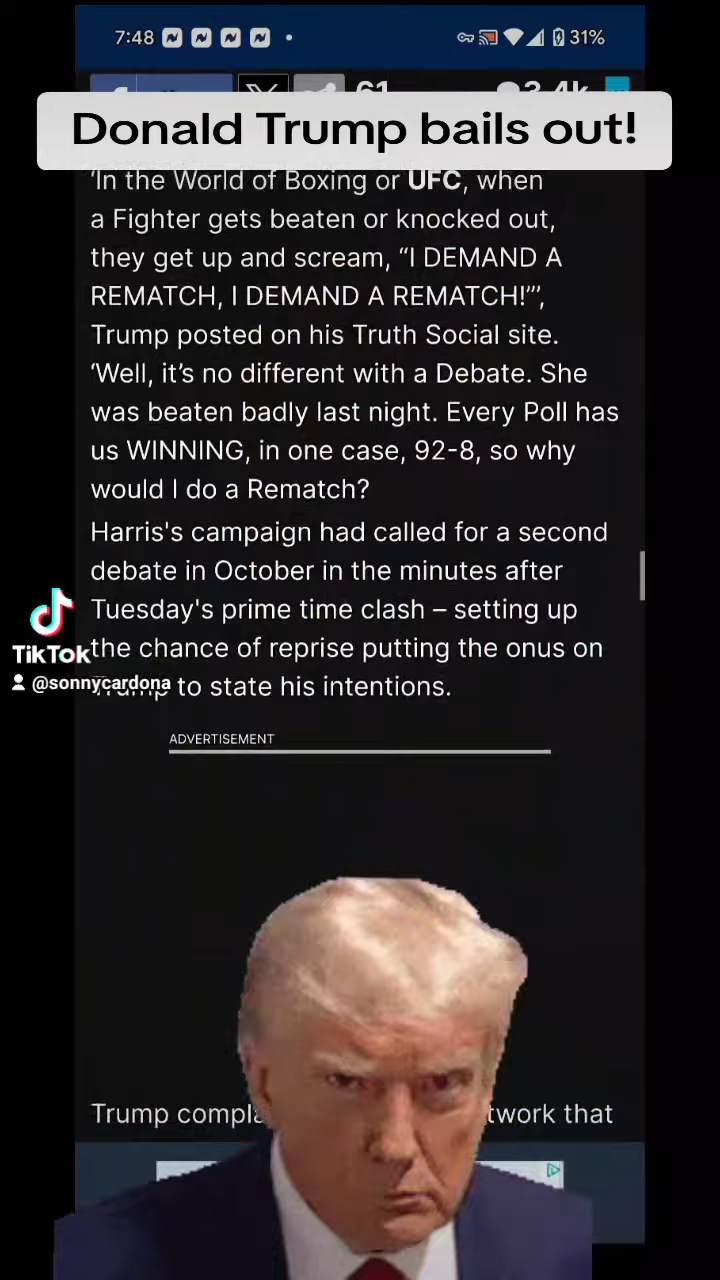 7:48
31%
61
3.4k
Donald Trump bails out!
‘In the World of Boxing or UFC, when
a Fighter gets beaten or knocked out,
they get up and scream, “I DEMAND A
REMATCH, I DEMAND A REMATCH!”’,
Trump posted on his Truth Social site.
‘Well, it’s no different with a Debate. She
was beaten badly last night. Every Poll has
us WINNING, in one case, 92-8, so why
would I do a Rematch?
Harris's campaign had called for a second
debate in October in the minutes after
Tuesday's prime time clash – setting up
the chance of reprise putting the onus on
Trump to state his intentions.
TikTok
@sonnycardona
ADVERTISEMENT
Trump that